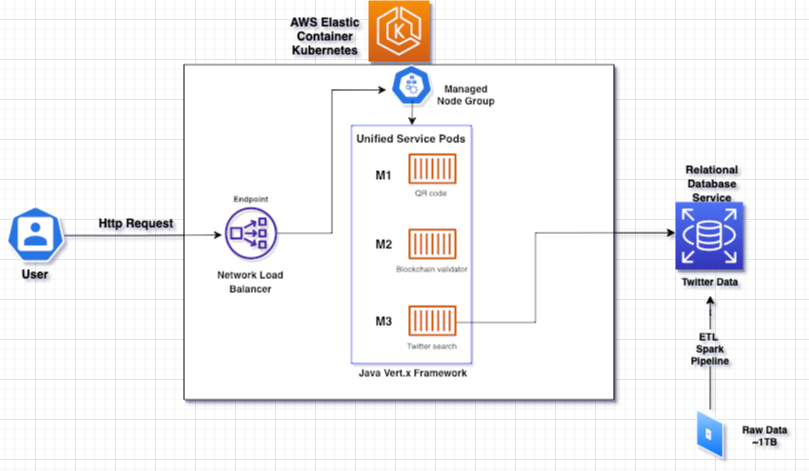 AWS Elastic
Container
Kubernetes
Managed
Node Group
Unified Service Pods
M1
QR code
M2
Blockchain validator
M3
Twitter search
Java Vert.x Framework
Endpoint
Network Load
Balancer
Http Request
User
Relational
Database
Service
Twitter Data
ETL
Spark
Pipeline
Raw Data
~1TB